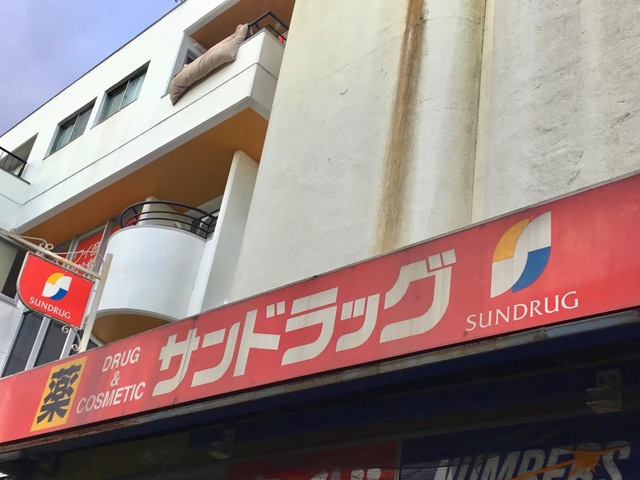 薬
DRUG
&
COSMETIC
サンドラッグ
SUNDRUG
SUNDRUG
NUMBERS